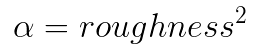 α = roughness²